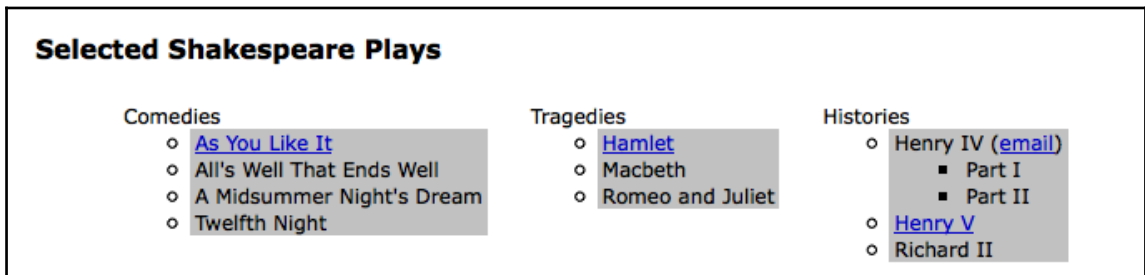 Selected Shakespeare Plays
Comedies
As You Like It
All's Well That Ends Well
A Midsummer Night's Dream
Twelfth Night
Tragedies
Hamlet
Macbeth
Romeo and Juliet
Histories
Henry IV (email)
Part I
Part II
Henry V
Richard II